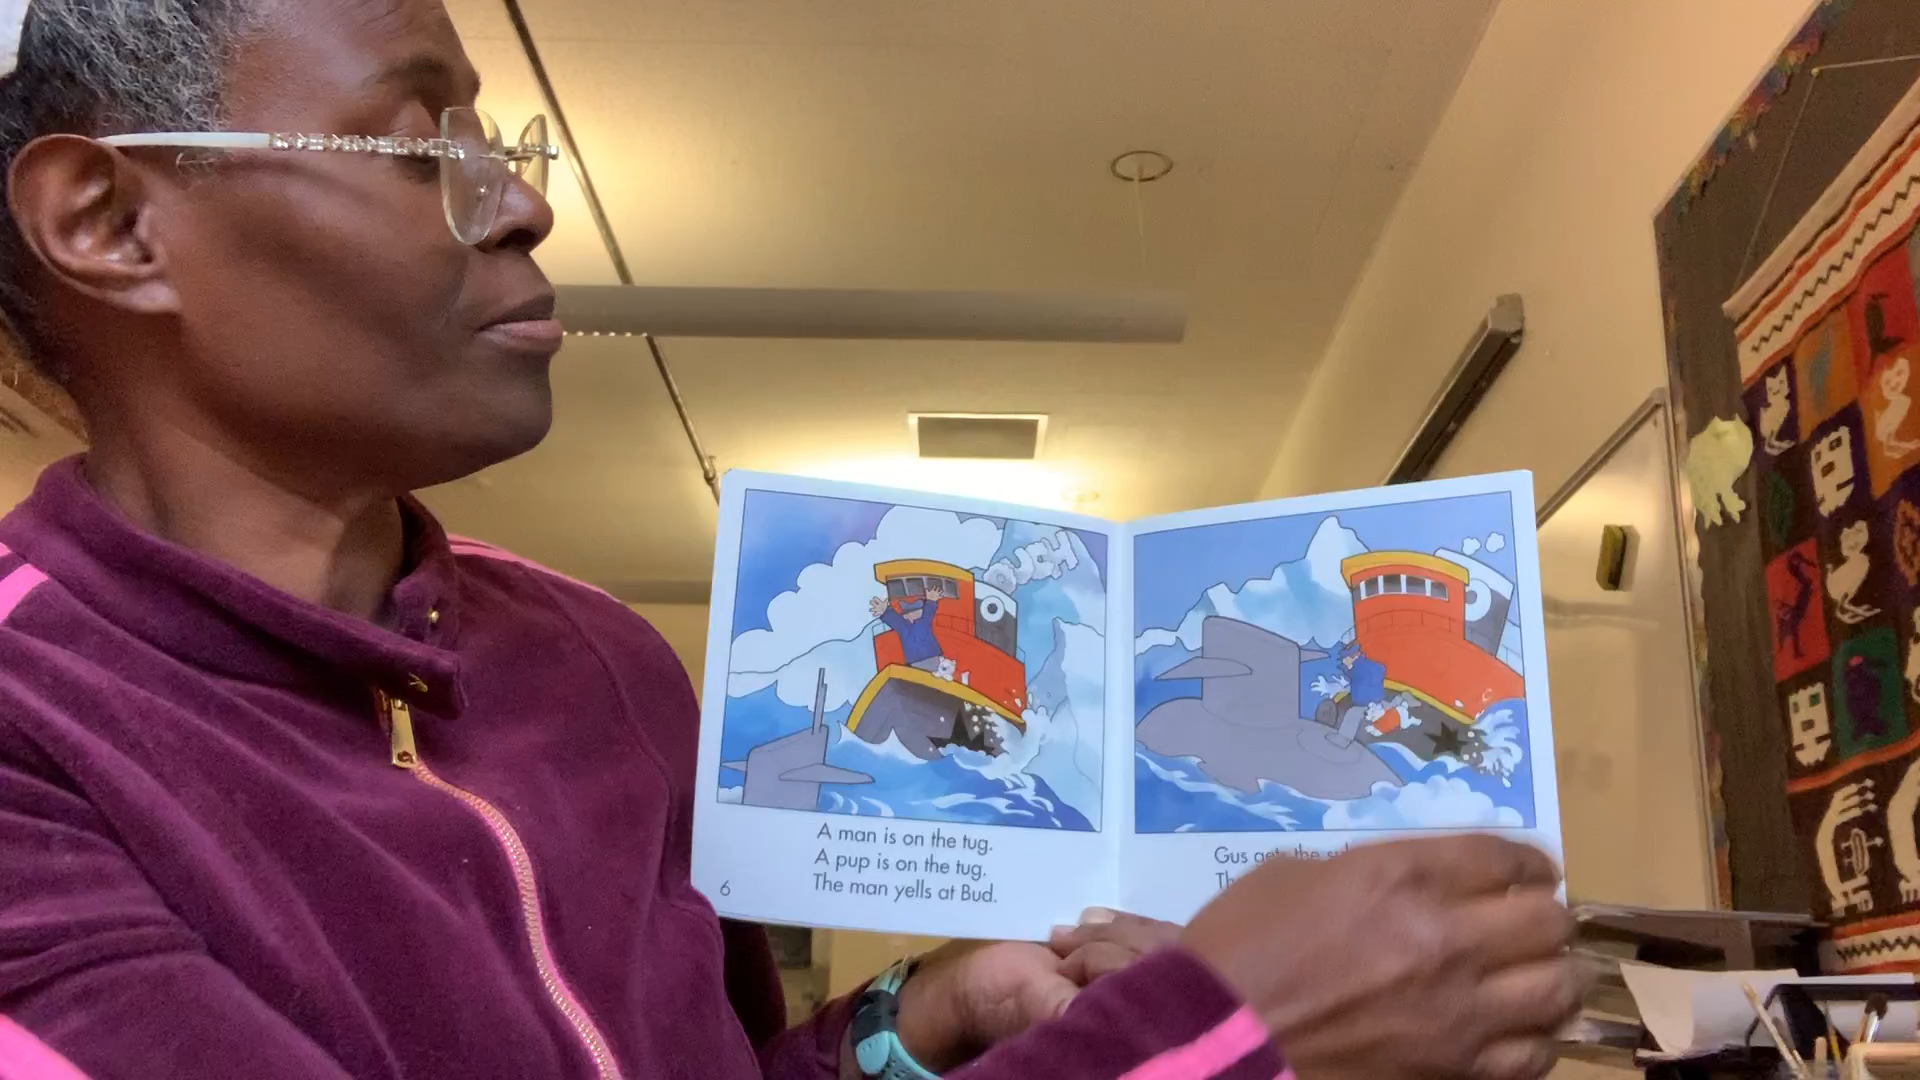 OUCH
A man is on the tug.
A pup is on the tug.
The man yells at Bud.
6
Gus gets the